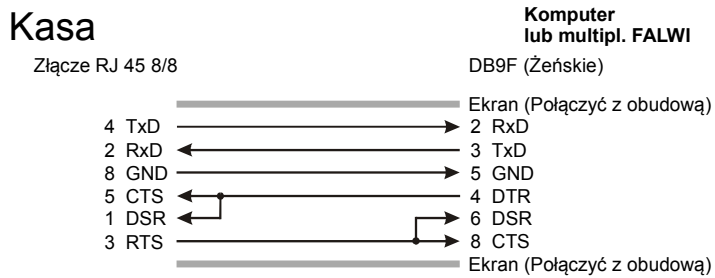 Kasa
Komputer
lub multipl. FALWI
Złącze RJ 45 8/8
DB9F (Żeńskie)
Ekran (Połączyć z obudową)
4 TxD 2 RxD
2 RxD 3 TxD
8 GND 5 GND
5 CTS 4 DTR
1 DSR 6 DSR
3 RTS 8 CTS
Ekran (Połączyć z obudową)